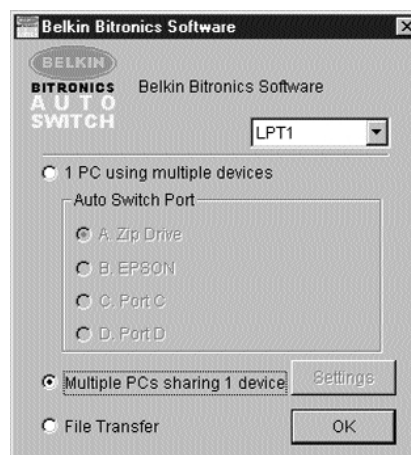 Belkin Bitronics Software
BELKIN
BITRONICS
AUTO
SWITCH
Belkin Bitronics Software
LPT1
1 PC using multiple devices
Auto Switch Port
A. Zip Drive
B. EPSON
C. Port C
D. Port D
Multiple PCs sharing 1 device
Settings
File Transfer
OK